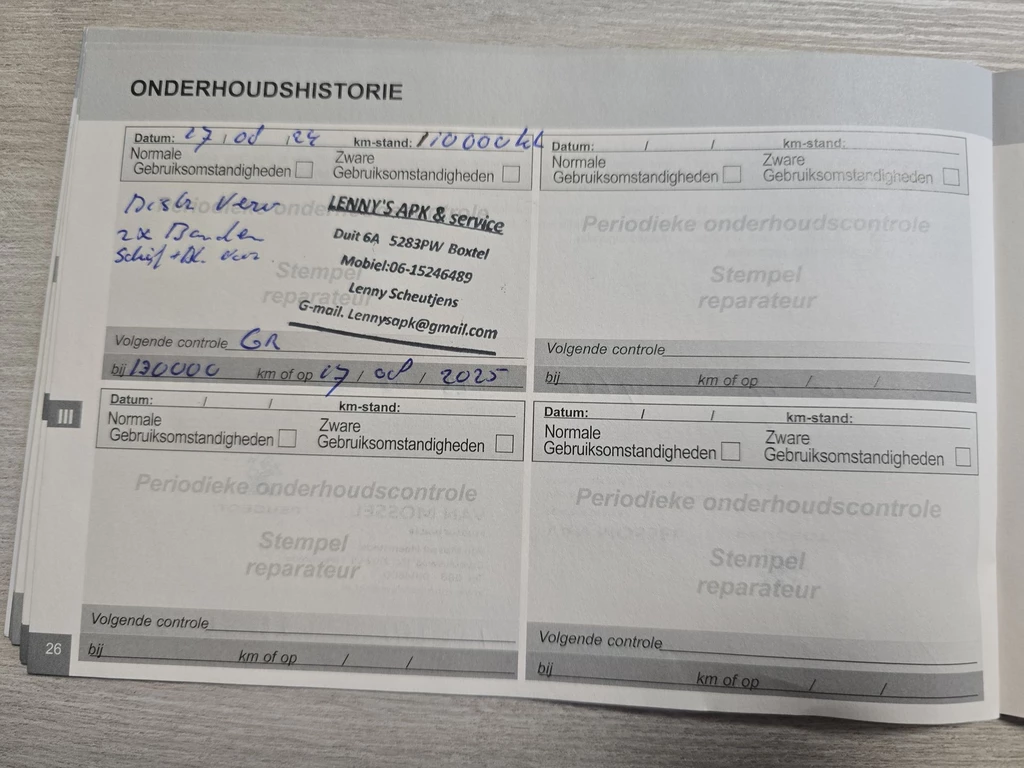 ONDERHOUDSHISTORIE
Datum: 27 / 08 / 24 km-stand: 110000
Normale Gebruiksomstandigheden
Zware Gebruiksomstandigheden
Periodieke onderhoudscontrole
2x Banden
Stempel
reparateur
LENNY'S APK & service
Duit 6A 5283PW Boxtel
Mobiel:06-15246489
Lenny Scheutjens
G-mail. Lennysapk@gmail.com
Volgende controle GR
bij 130000 km of op 27 / 08 / 2025
Datum: / / km-stand:
Normale Gebruiksomstandigheden
Zware Gebruiksomstandigheden
Periodieke onderhoudscontrole
Stempel
reparateur
Volgende controle
bij km of op / /
Datum: / / km-stand:
Normale Gebruiksomstandigheden
Zware Gebruiksomstandigheden
Periodieke onderhoudscontrole
Stempel
reparateur
Volgende controle
bij km of op / /
Datum: / / km-stand:
Normale Gebruiksomstandigheden
Zware Gebruiksomstandigheden
Periodieke onderhoudscontrole
Stempel
reparateur
Volgende controle
bij km of op / /
III
26